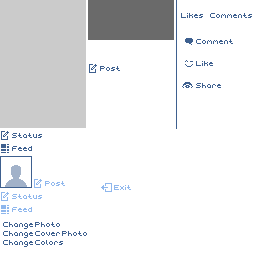 Likes Comments
Comment
Like
Post
Share
Status
Feed
Post
Exit
Status
Feed
Change Photo
Change Cover Photo
Change Colors